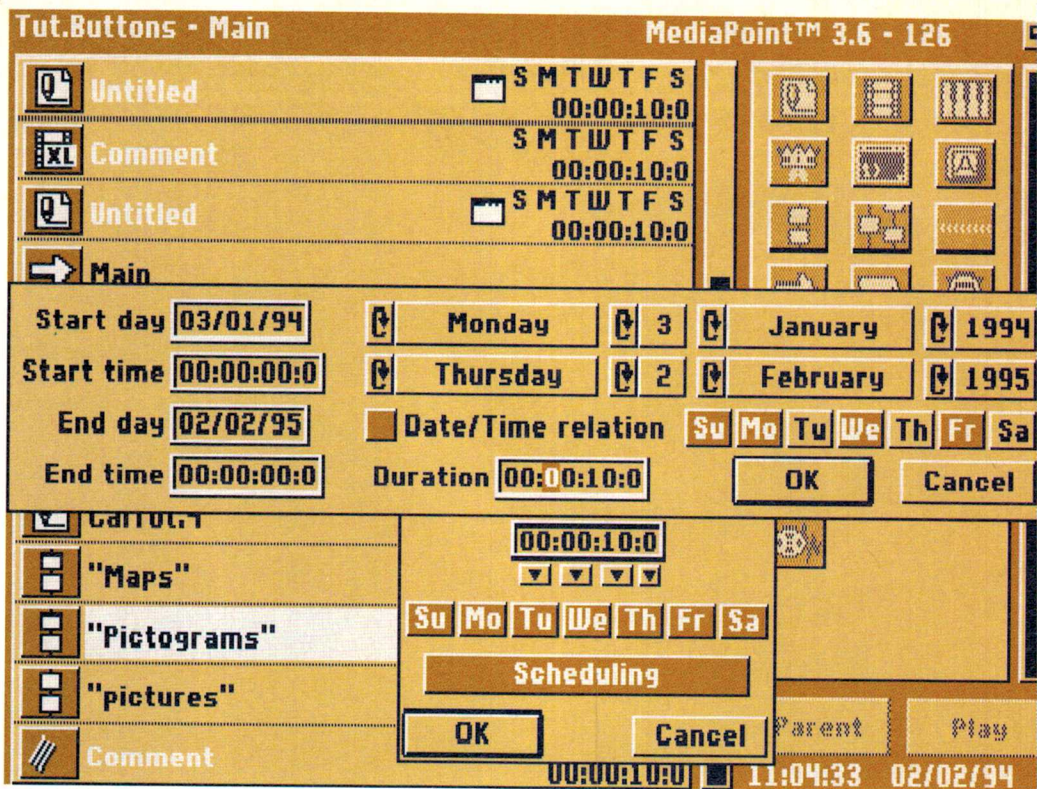 Tut.Buttons - Main
MediaPoint™ 3.6 - 126
Untitled
S M T W T F S
00:00:10:0
XL
Comment
S M T W T F S
00:00:10:0
Untitled
S M T W T F S
00:00:10:0
Main
A
Start day 03/01/94 Monday 3 January 1994
Start time 00:00:00:0 Thursday 2 February 1995
End day 02/02/95 Date/Time relation Su Mo Tu We Th Fr Sa
End time 00:00:00:0 Duration 00:00:10:0 OK Cancel
Carrot.4
"Maps"
"Pictograms"
"pictures"
Comment
00:00:10:0
Su Mo Tu We Th Fr Sa
Scheduling
OK Cancel
Parent Play
00:00:10:0
11:04:33 02/02/94